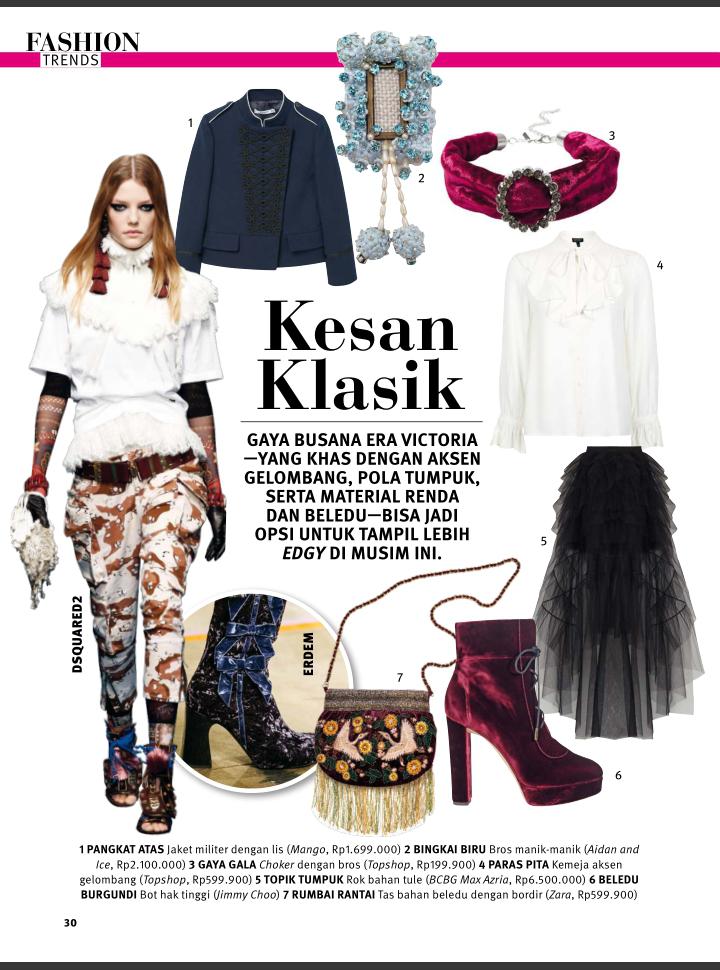 FASHION
TRENDS
1
2
3
4
Kesan
Klasik
GAYA BUSANA ERA VICTORIA
—YANG KHAS DENGAN AKSEN
GELOMBANG, POLA TUMPUK,
SERTA MATERIAL RENDA
DAN BELEDU—BISA JADI
OPSI UNTUK TAMPIL LEBIH
EDGY DI MUSIM INI.
5
DSQUARED2
ERDEM
7
6
1 PANGKAT ATAS Jaket militer dengan lis (Mango, Rp1.699.000) 2 BINGKAI BIRU Bros manik-manik (Aidan and
Ice, Rp2.100.000) 3 GAYA GALA Choker dengan bros (Topshop, Rp199.900) 4 PARAS PITA Kemeja aksen
gelombang (Topshop, Rp599.900) 5 TOPIK TUMPUK Rok bahan tule (BCBG Max Azria, Rp6.500.000) 6 BELEDU
BURGUNDI Bot hak tinggi (Jimmy Choo) 7 RUMBAI RANTAI Tas bahan beledu dengan bordir (Zara, Rp599.900)
30